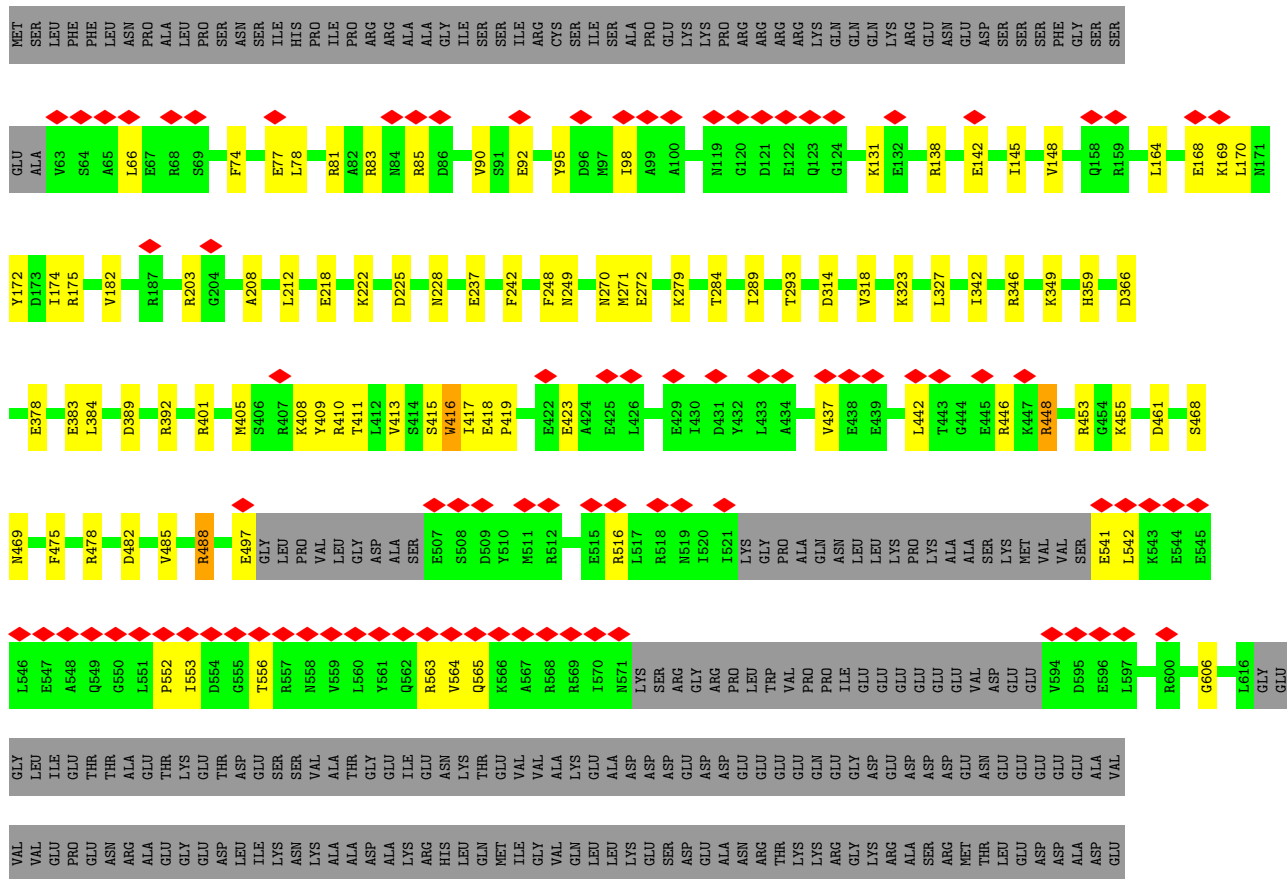 MET SER LEU PHE PHE LEU ASN PRO ALA LEU PRO SER ASN SER ILE HIS PRO ILE PRO ARG ARG ALA ALA GLY ILE SER SER ILE ARG CYS SER ILE SER ALA PRO GLU LYS LYS PRO ARG ARG ARG ARG LYS GLN GLN GLN LYS ARG GLU ASN GLU ASP SER SER SER PHE GLY SER SER
GLU ALA V63 S64 A65 L66 E67 R68 S69 F74 E77 L78 R81 A82 R83 N84 R85 D86 V90 S91 E92 Y95 D96 M97 I98 A99 A100 N119 G120 D121 E122 Q123 G124 K131 E132 R138 E142 I145 V148 Q158 R159 L164 E168 K169 L170 N171
Y172 D173 I174 R175 V182 R187 R203 G204 A208 L212 E218 K222 D225 N228 E237 F242 F248 N249 N270 M271 E272 K279 T284 I289 T293 D314 V318 K323 L327 I342 R346 K349 H359 D366
E378 E383 L384 D389 R392 R401 M405 S406 R407 K408 Y409 R410 T411 L412 V413 S414 S415 W416 I417 E418 P419 E422 E423 A424 E425 L426 E429 I430 D431 Y432 L433 A434 V437 E438 E439 L442 T443 G444 E445 R446 K447 R448 R453 G454 K455 D461 S468
N469 F475 R478 D482 V485 R488 E497 GLY LEU PRO VAL LEU GLY ASP ALA SER E507 S508 D509 Y510 M511 R512 E515 R516 L517 R518 N519 I520 I521 LYS GLY PRO ALA GLN ASN LEU LEU LYS PRO LYS ALA ALA SER LYS MET VAL VAL SER E541 L542 K543 E544 E545
L546 E547 A548 Q549 G550 L551 P552 I553 D554 G555 T556 R557 N558 V559 L560 Y561 Q562 R563 V564 Q565 K566 A567 R568 R569 I570 N571 LYS SER ARG GLY ARG PRO LEU TRP VAL PRO PRO ILE GLU GLU GLU GLU GLU VAL ASP GLU GLU V594 D595 E596 L597 R600 G606 L616 GLY GLU
GLY LEU ILE GLU THR THR ALA GLU THR LYS GLU THR ASP GLU SER SER VAL ALA THR GLY GLU ILE GLU ASN LYS THR GLU VAL VAL ALA LYS GLU ALA ASP ASP ASP GLU ASP ASP GLU GLU GLU GLU GLN GLU GLY ASP GLU ASP ASP GLU ASN GLU GLU GLU GLU GLU ALA VAL
VAL VAL GLU PRO GLU ASN ARG ALA GLU GLY GLU ASP LEU ILE LYS ASN LYS ALA ALA ASP ALA LYS ARG HIS LEU GLN MET ILE GLY VAL GLN LEU LEU LYS GLU SER ASP GLU ALA ASN ARG THR LYS LYS ARG GLY LYS ARG ALA SER ARG MET THR LEU GLU ASP ASP ALA ASP GLU